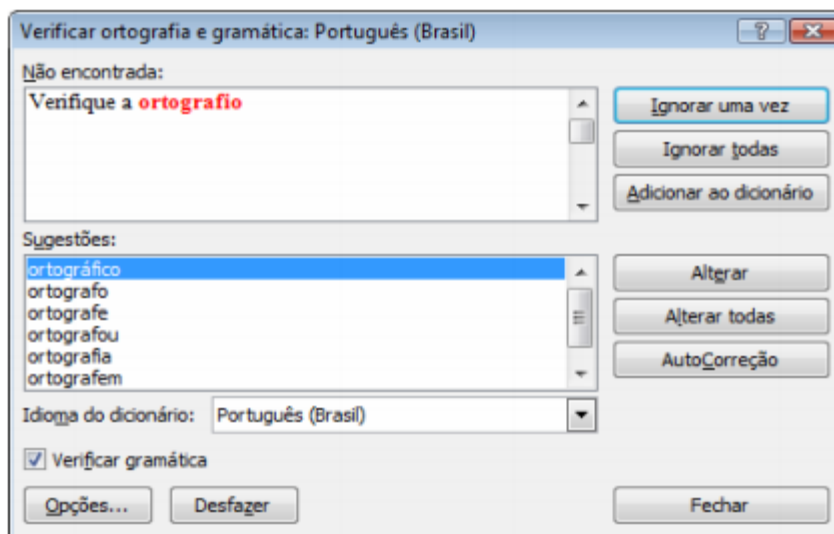 Verificar ortografia e gramática: Português (Brasil)
Não encontrada:
Verifique a ortografio
Ignorar uma vez
Ignorar todas
Adicionar ao dicionário
Sugestões:
ortográfico
ortografo
ortografe
ortografou
ortografia
ortografem
Alterar
Alterar todas
AutoCorreção
Idioma do dicionário: Português (Brasil)
Verificar gramática
Opções... Desfazer Fechar